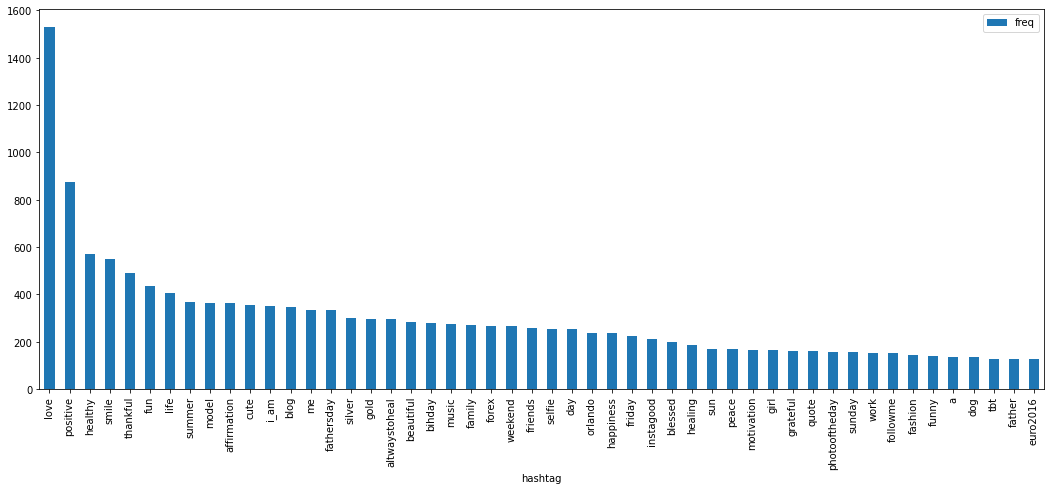 freq
1600
1400
1200
1000
800
600
400
200
0
love
positive
healthy
smile
thankful
fun
life
summer
model
affirmation
cute
i_am
blog
me
fathersday
silver
gold
altwaystoheal
beautiful
bihday
music
family
forex
weekend
friends
selfie
day
orlando
happiness
friday
instagood
blessed
healing
sun
peace
motivation
girl
grateful
quote
photooftheday
sunday
work
followme
fashion
funny
a
dog
tbt
father
euro2016
hashtag